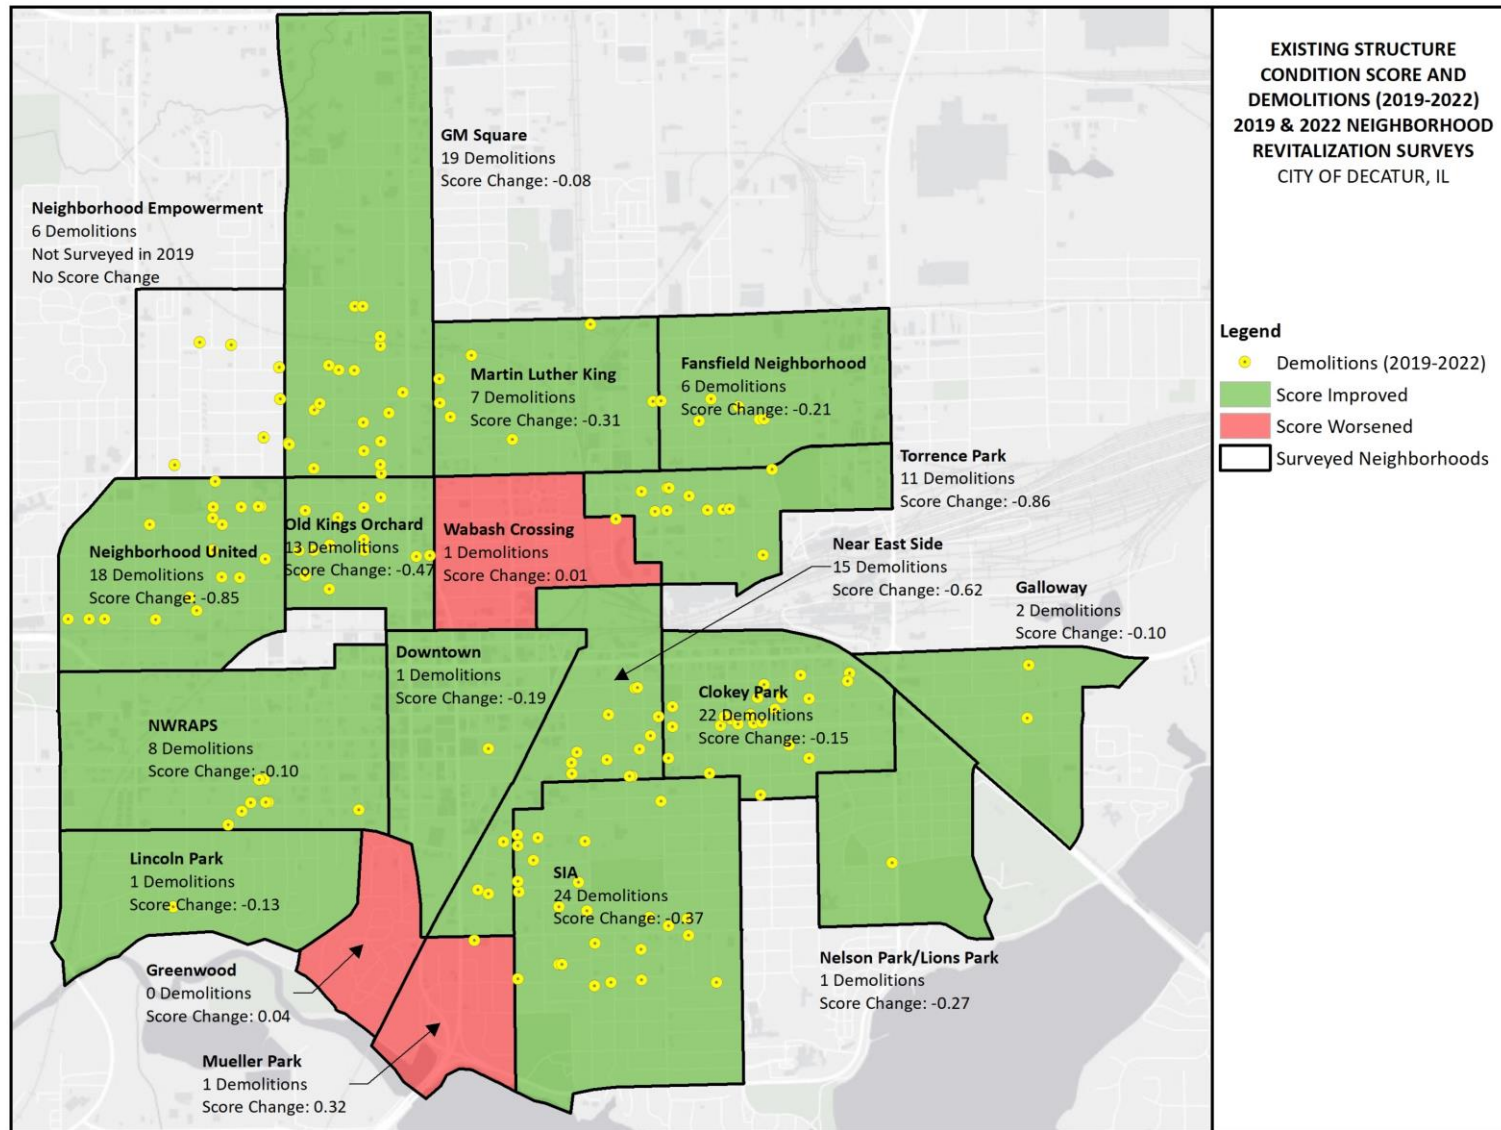 EXISTING STRUCTURE
CONDITION SCORE AND
DEMOLITIONS (2019-2022)
2019 & 2022 NEIGHBORHOOD
REVITALIZATION SURVEYS
CITY OF DECATUR, IL
GM Square
19 Demolitions
Score Change: -0.08
Neighborhood Empowerment
6 Demolitions
Not Surveyed in 2019
No Score Change
Martin Luther King
7 Demolitions
Score Change: -0.31
Fansfield Neighborhood
6 Demolitions
Score Change: -0.21
Torrence Park
11 Demolitions
Score Change: -0.86
Neighborhood United
18 Demolitions
Score Change: -0.85
Old Kings Orchard
13 Demolitions
Score Change: -0.47
Wabash Crossing
1 Demolitions
Score Change: 0.01
Near East Side
15 Demolitions
Score Change: -0.62
Galloway
2 Demolitions
Score Change: -0.10
Downtown
1 Demolitions
Score Change: -0.19
Clokey Park
22 Demolitions
Score Change: -0.15
NWRAPS
8 Demolitions
Score Change: -0.10
Lincoln Park
1 Demolitions
Score Change: -0.13
SIA
24 Demolitions
Score Change: -0.37
Greenwood
0 Demolitions
Score Change: 0.04
Nelson Park/Lions Park
1 Demolitions
Score Change: -0.27
Mueller Park
1 Demolitions
Score Change: 0.32
Legend
Demolitions (2019-2022)
Score Improved
Score Worsened
Surveyed Neighborhoods